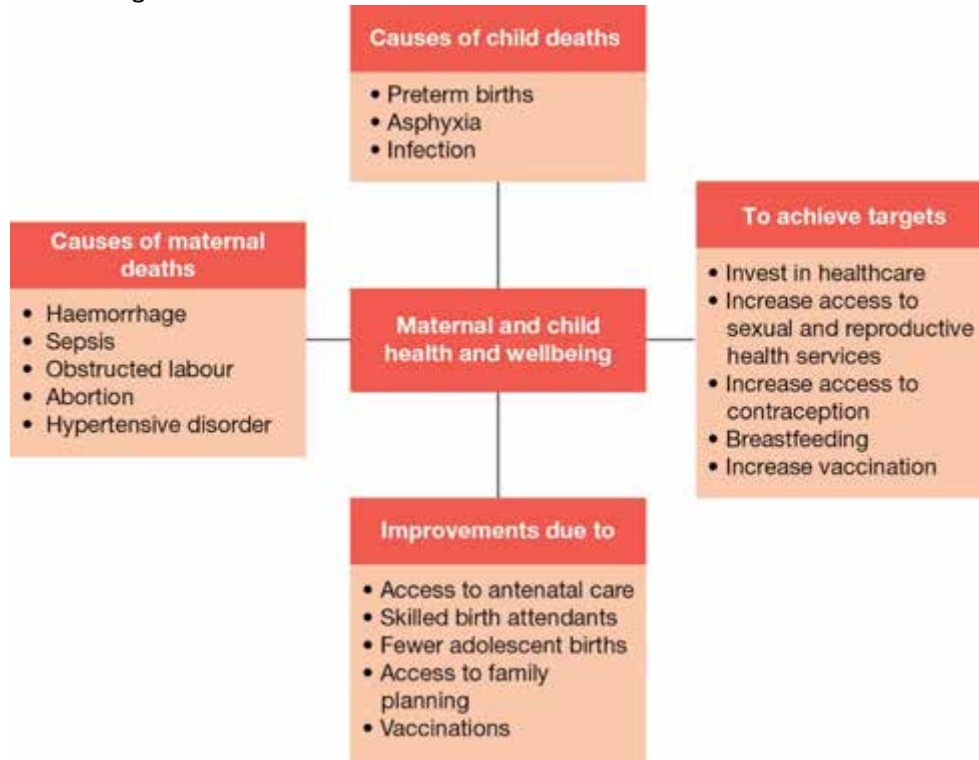 Causes of child deaths
• Preterm births
• Asphyxia
• Infection
Causes of maternal
deaths
• Haemorrhage
• Sepsis
• Obstructed labour
• Abortion
• Hypertensive disorder
Maternal and child
health and wellbeing
To achieve targets
• Invest in healthcare
• Increase access to
sexual and reproductive
health services
• Increase access to
contraception
• Breastfeeding
• Increase vaccination
Improvements due to
• Access to antenatal care
• Skilled birth attendants
• Fewer adolescent births
• Access to family
planning
• Vaccinations